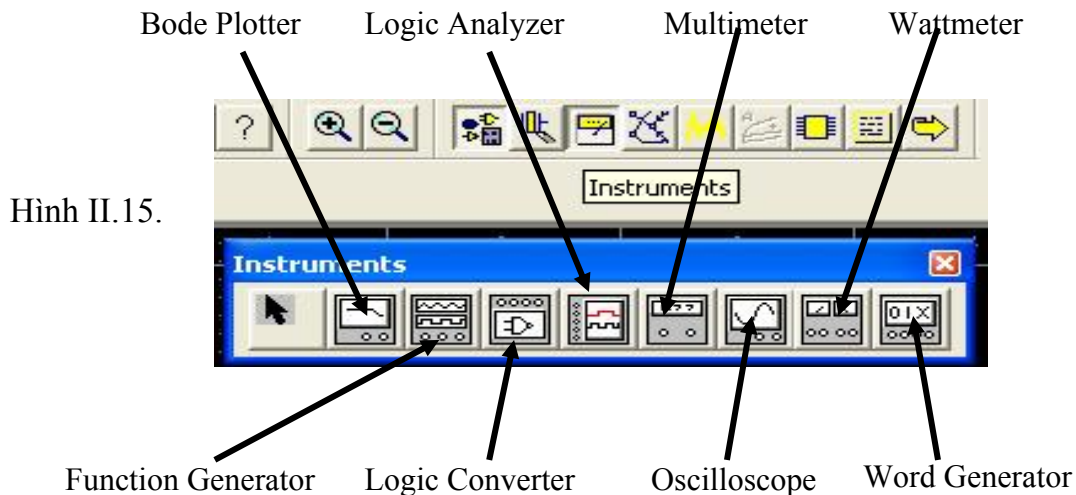 Bode Plotter Logic Analyzer Multimeter Wattmeter
?
Instruments
Hình II.15.
Instruments
Function Generator Logic Converter Oscilloscope Word Generator